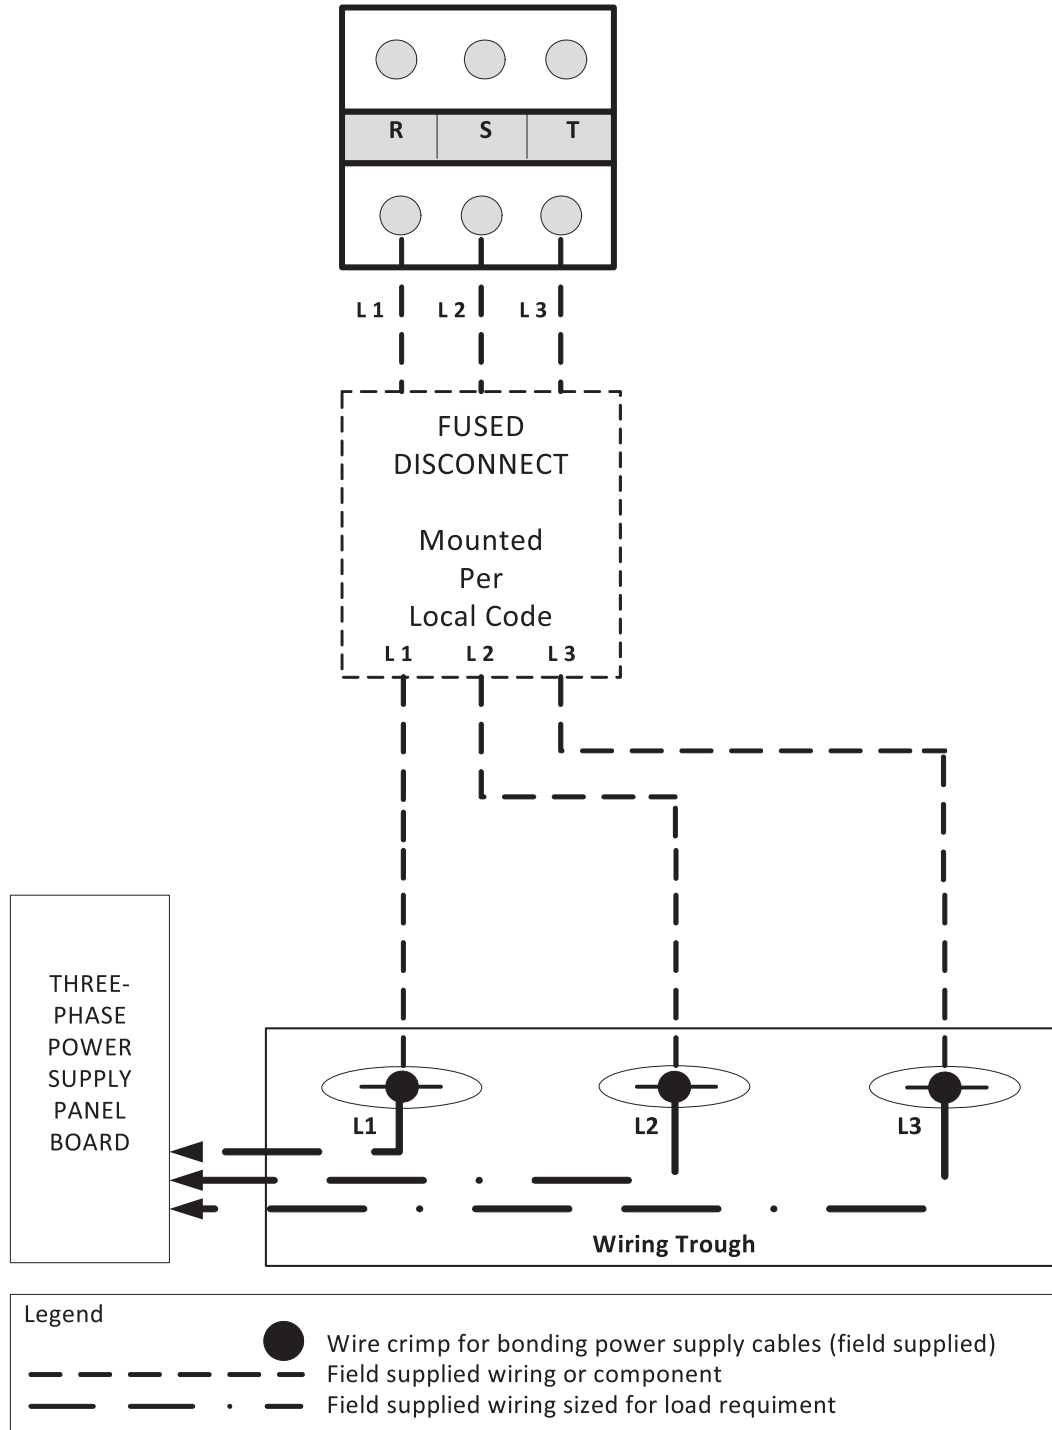 R S T
L 1 L 2 L 3
FUSED
DISCONNECT
Mounted
Per
Local Code
L 1 L 2 L 3
THREE-
PHASE
POWER
SUPPLY
PANEL
BOARD
L1 L2 L3
Wiring Trough
Legend
Wire crimp for bonding power supply cables (field supplied)
Field supplied wiring or component
Field supplied wiring sized for load requiment